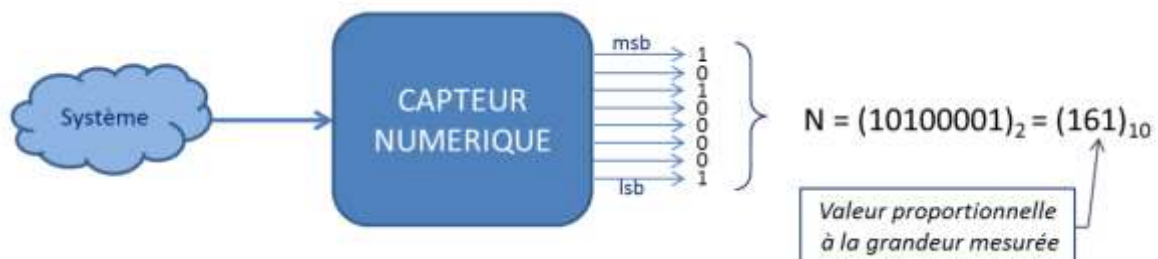 Système
CAPTEUR
NUMERIQUE
msb
1
0
1
0
0
0
0
1
lsb
N = (10100001)₂ = (161)₁₀
Valeur proportionnelle
à la grandeur mesurée